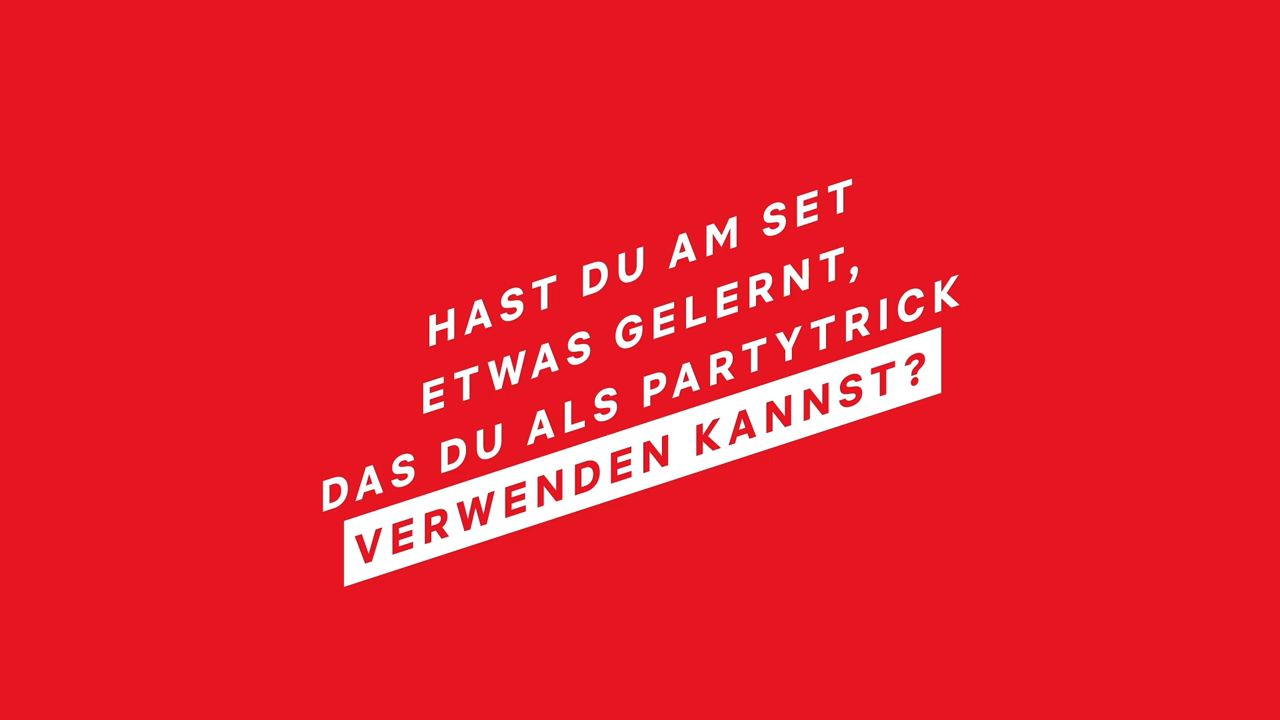 HAST DU AM SET
ETWAS GELERNT,
DAS DU ALS PARTYTRICK
VERWENDEN KANNST?